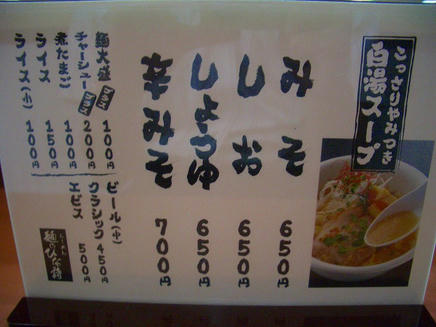 こっさりやみつき
白湯スープ
みそ 650円
しお 650円
しょうゆ 650円
辛みそ 700円
麺大盛 100円
チャーシュー 200円
煮たまご 100円
ライス 150円
ライス(小) 100円
ビール(小)
クラシック 450円
エビス 500円